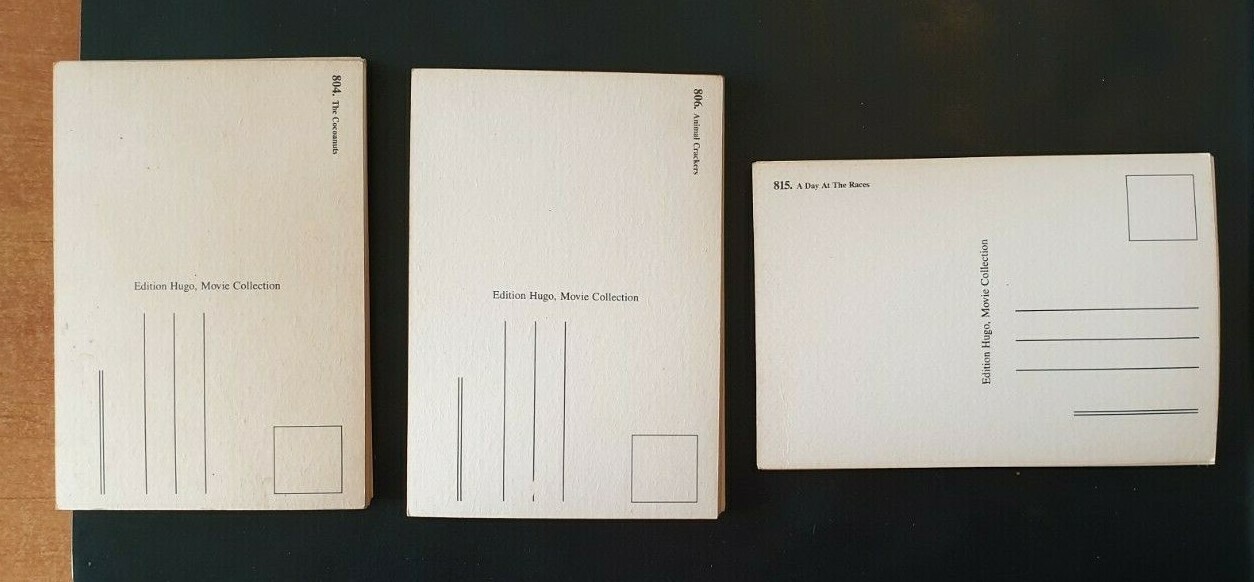 804. The Cocoanuts
Edition Hugo, Movie Collection
806. Animal Crackers
Edition Hugo, Movie Collection
815. A Day At The Races
Edition Hugo, Movie Collection